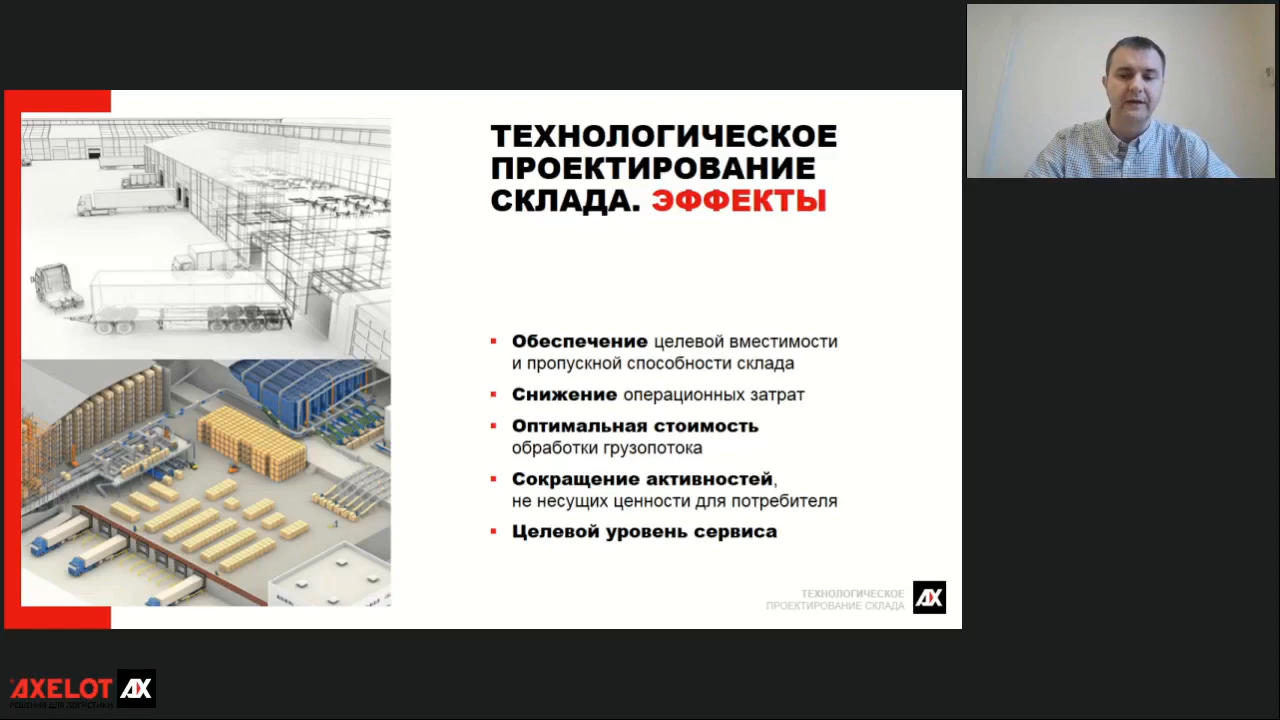 ТЕХНОЛОГИЧЕСКОЕ
ПРОЕКТИРОВАНИЕ
СКЛАДА. ЭФФЕКТЫ
▪ Обеспечение целевой вместимости
и пропускной способности склада
▪ Снижение операционных затрат
▪ Оптимальная стоимость
обработки грузопотока
▪ Сокращение активностей,
не несущих ценности для потребителя
▪ Целевой уровень сервиса
ТЕХНОЛОГИЧЕСКОЕ
ПРОЕКТИРОВАНИЕ СКЛАДА
AX
AXELOT AX
РЕШЕНИЯ ДЛЯ ЛОГИСТИКИ